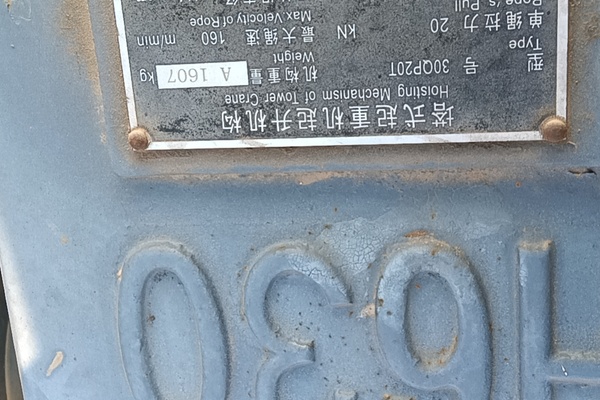 塔式起重机起升机构
Hoisting Mechanism of Tower Crane
型号 30QP20T 机构重量 A 1607 kg
Type Weight
单绳拉力 20 KN 最大绳速 160 m/min
Rope's Pull Max Velocity of Rope
630